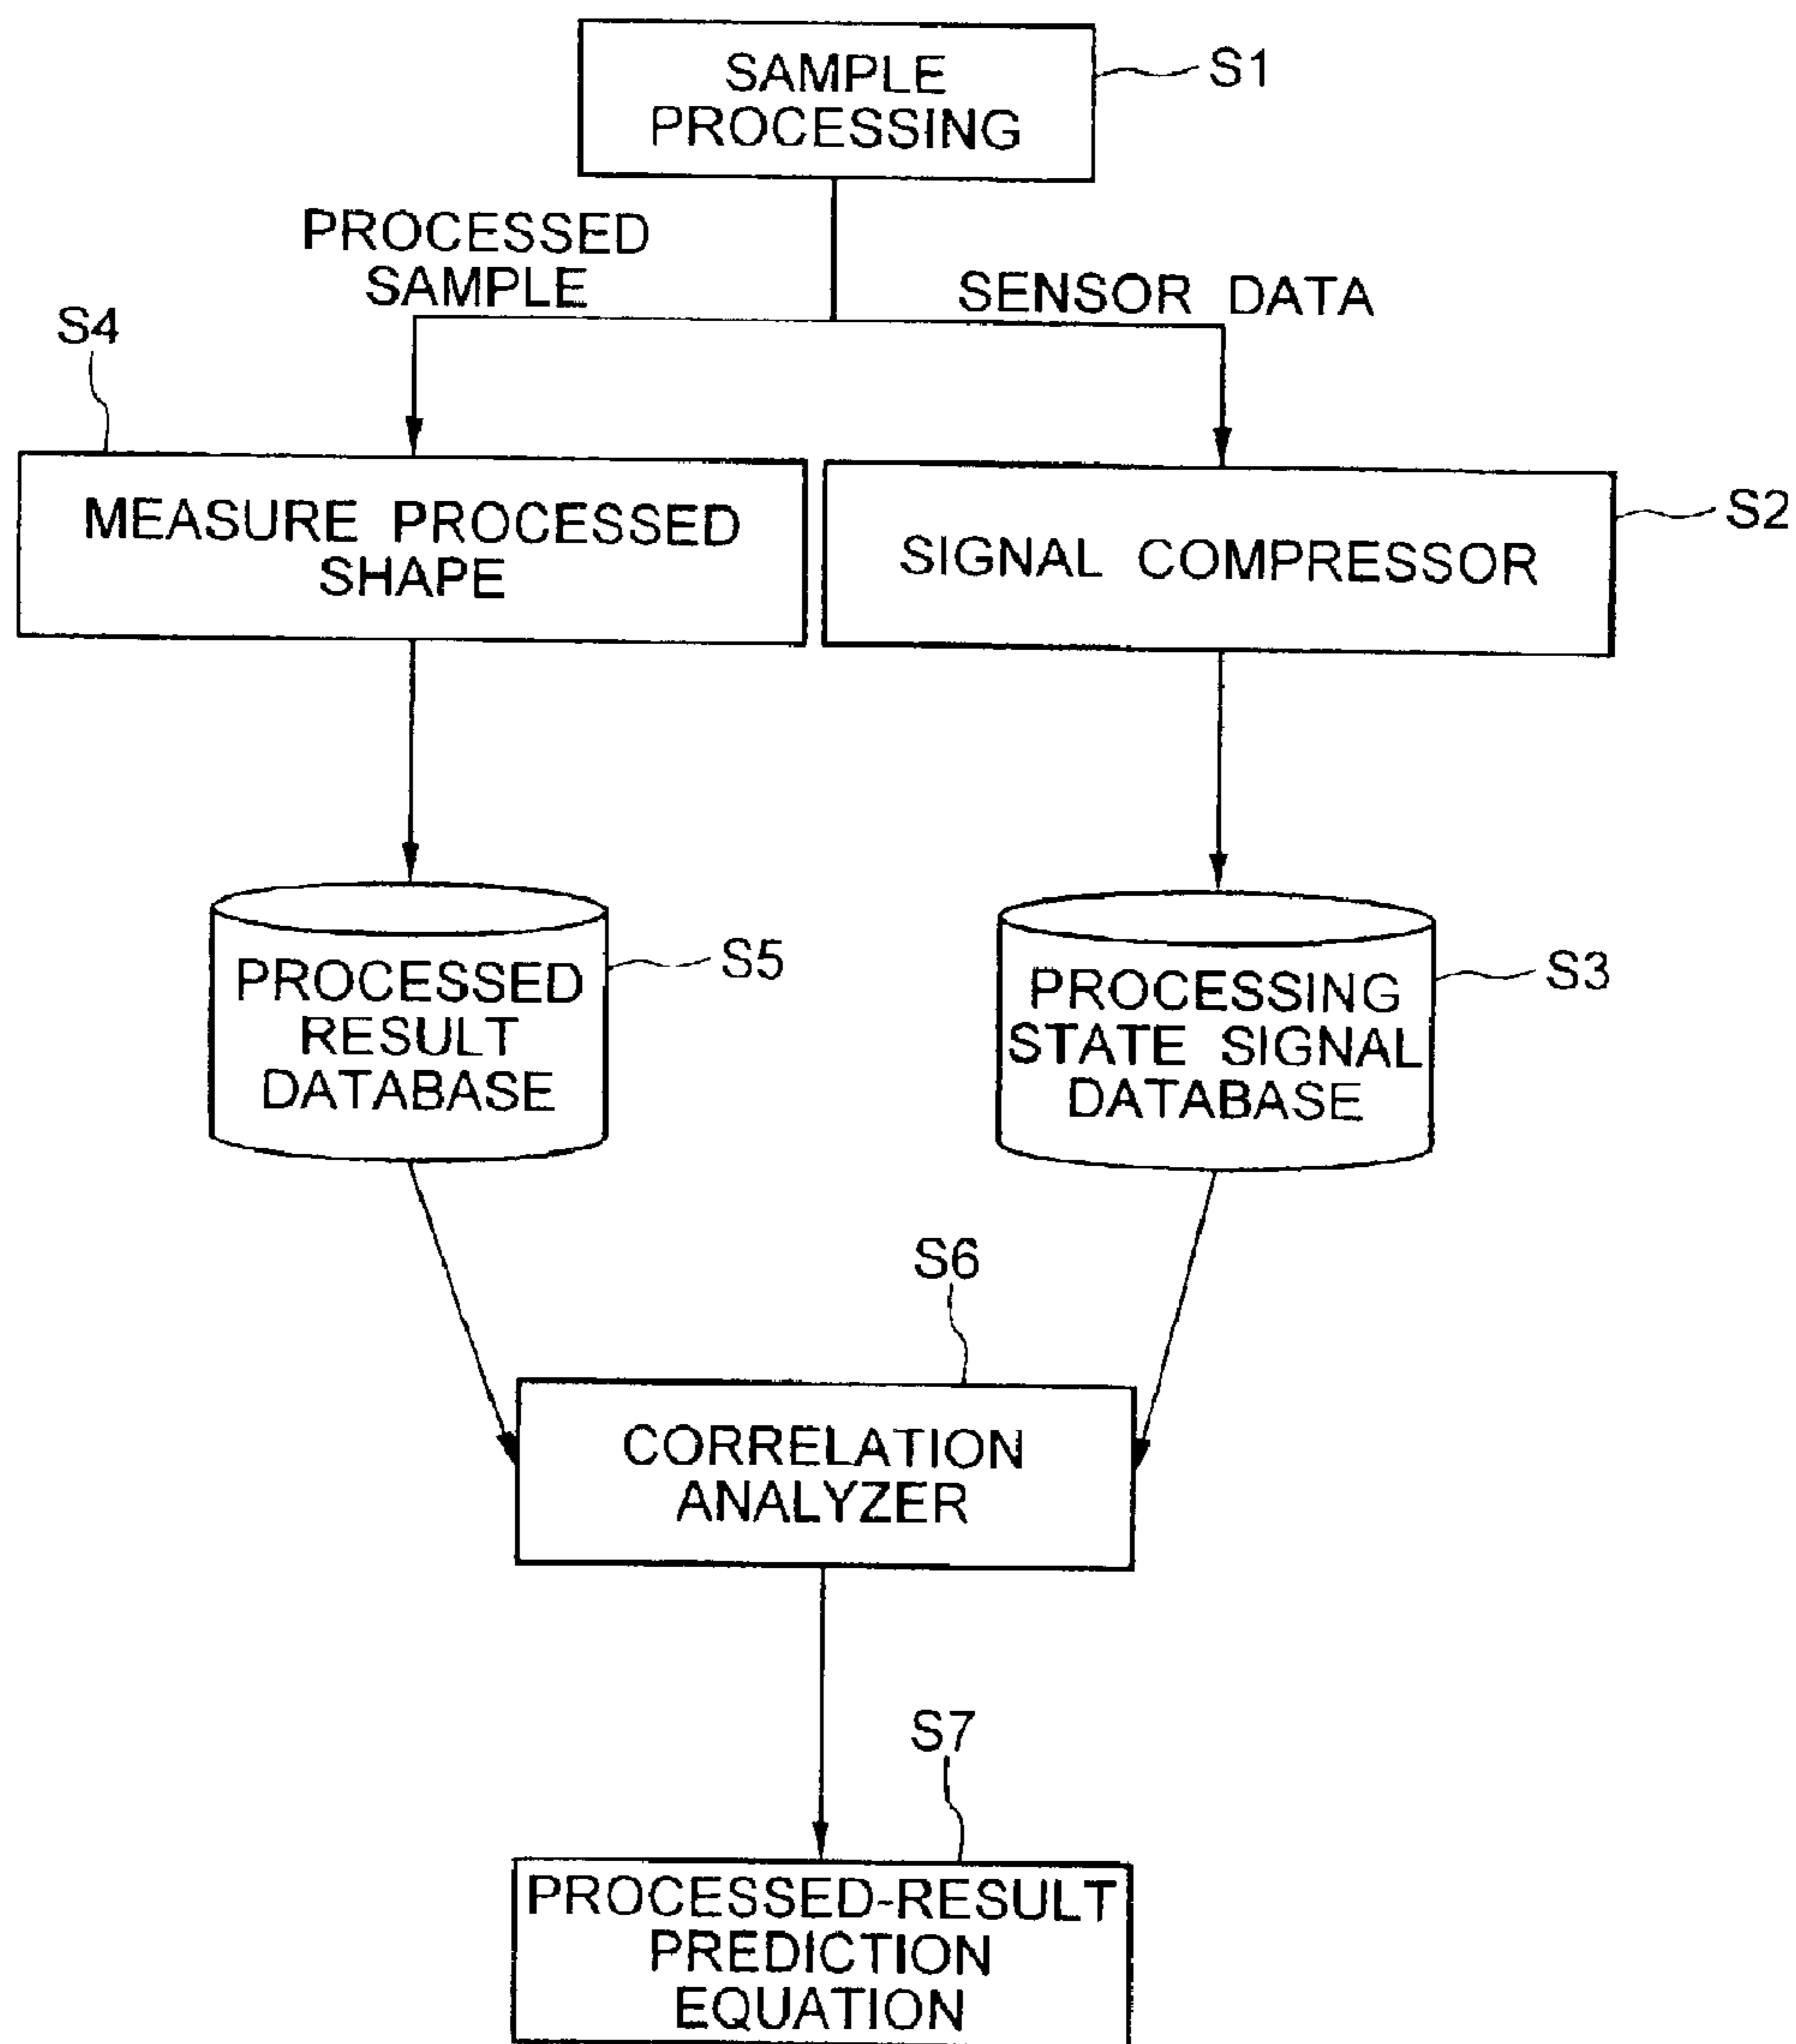 SAMPLE
PROCESSING
S1
PROCESSED
SAMPLE
SENSOR DATA
S4
MEASURE PROCESSED
SHAPE
SIGNAL COMPRESSOR
S2
PROCESSED
RESULT
DATABASE
S5
PROCESSING
STATE SIGNAL
DATABASE
S3
S6
CORRELATION
ANALYZER
S7
PROCESSED-RESULT
PREDICTION
EQUATION